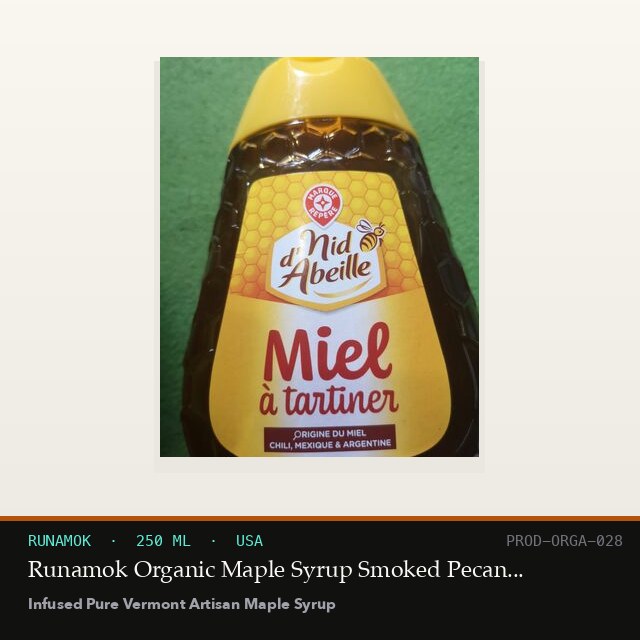 MARQUE
REPÈRE
Nid
d'Abeille
Miel
à tartiner
ORIGINE DU MIEL
CHILI, MEXIQUE & ARGENTINE
RUNAMOK · 250 ML · USA
PROD–ORGA–028
Runamok Organic Maple Syrup Smoked Pecan...
Infused Pure Vermont Artisan Maple Syrup